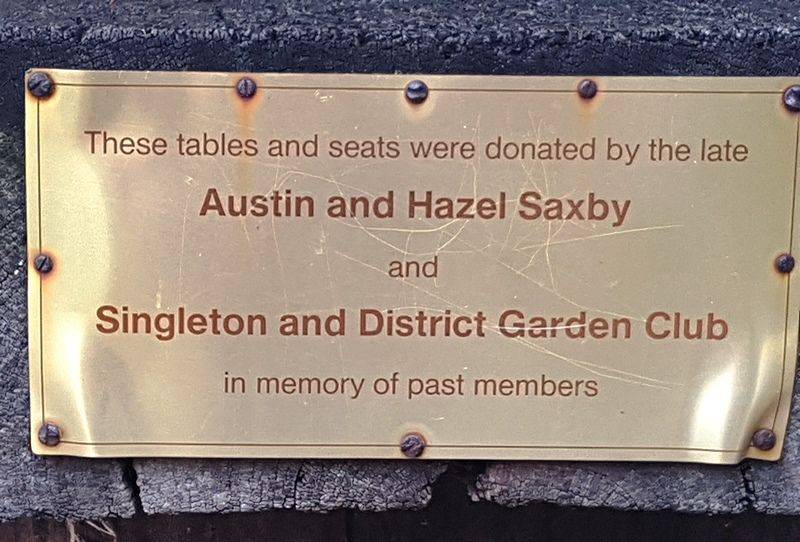 These tables and seats were donated by the late
Austin and Hazel Saxby
and
Singleton and District Garden Club
in memory of past members